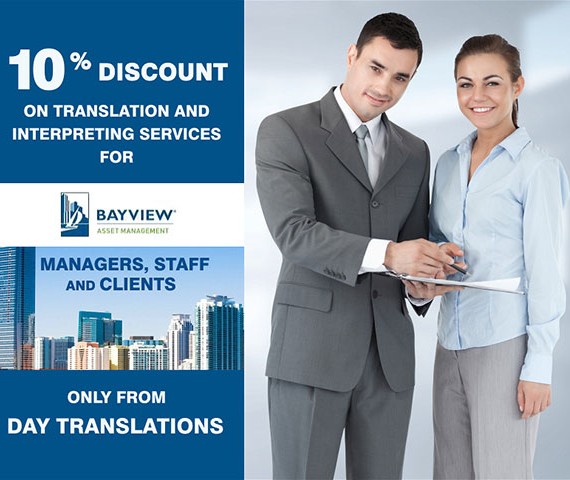 10% DISCOUNT
ON TRANSLATION AND
INTERPRETING SERVICES
FOR
BAYVIEW®
ASSET MANAGEMENT
MANAGERS, STAFF
AND CLIENTS
ONLY FROM
DAY TRANSLATIONS